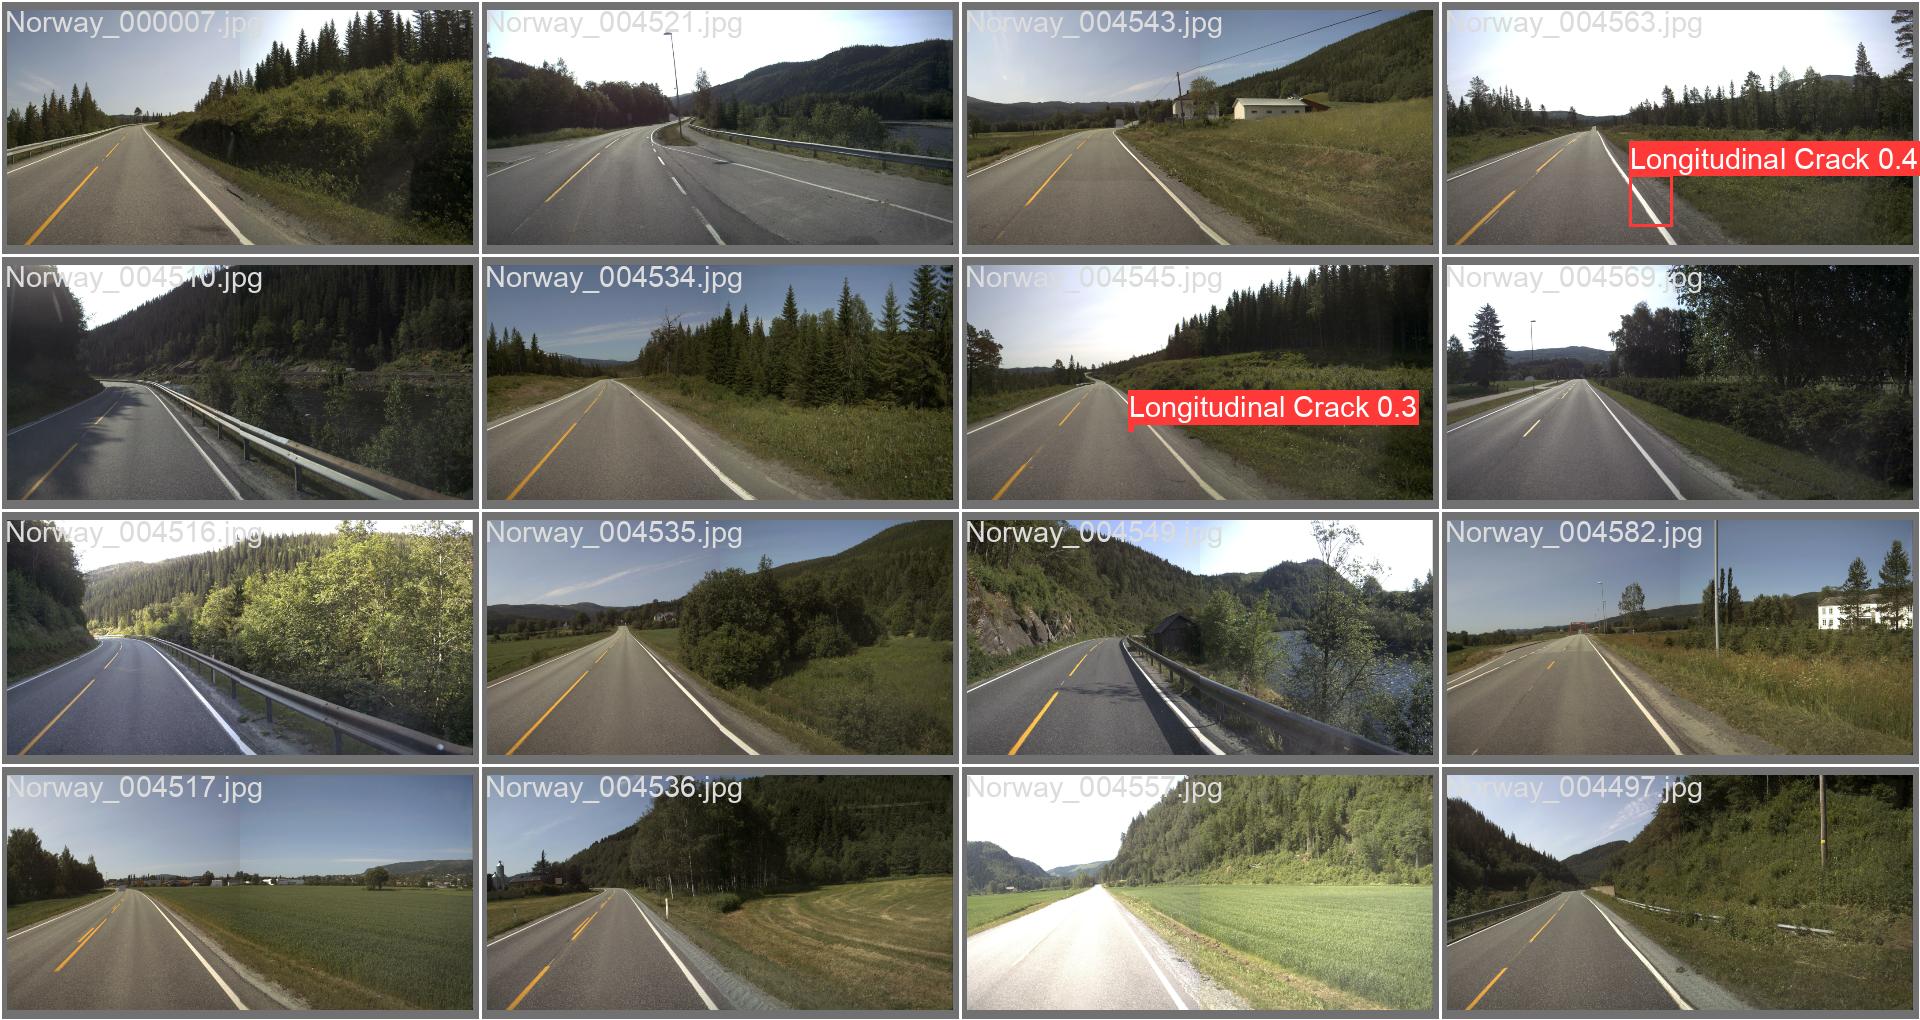 Norway_000007.jpg
Norway_004521.jpg
Norway_004543.jpg
Norway_004563.jpg
Longitudinal Crack 0.4
Norway_004510.jpg
Norway_004534.jpg
Norway_004545.jpg
Norway_004569.jpg
Longitudinal Crack 0.3
Norway_004516.jpg
Norway_004535.jpg
Norway_004549.jpg
Norway_004582.jpg
Norway_004517.jpg
Norway_004536.jpg
Norway_004557.jpg
Norway_004497.jpg